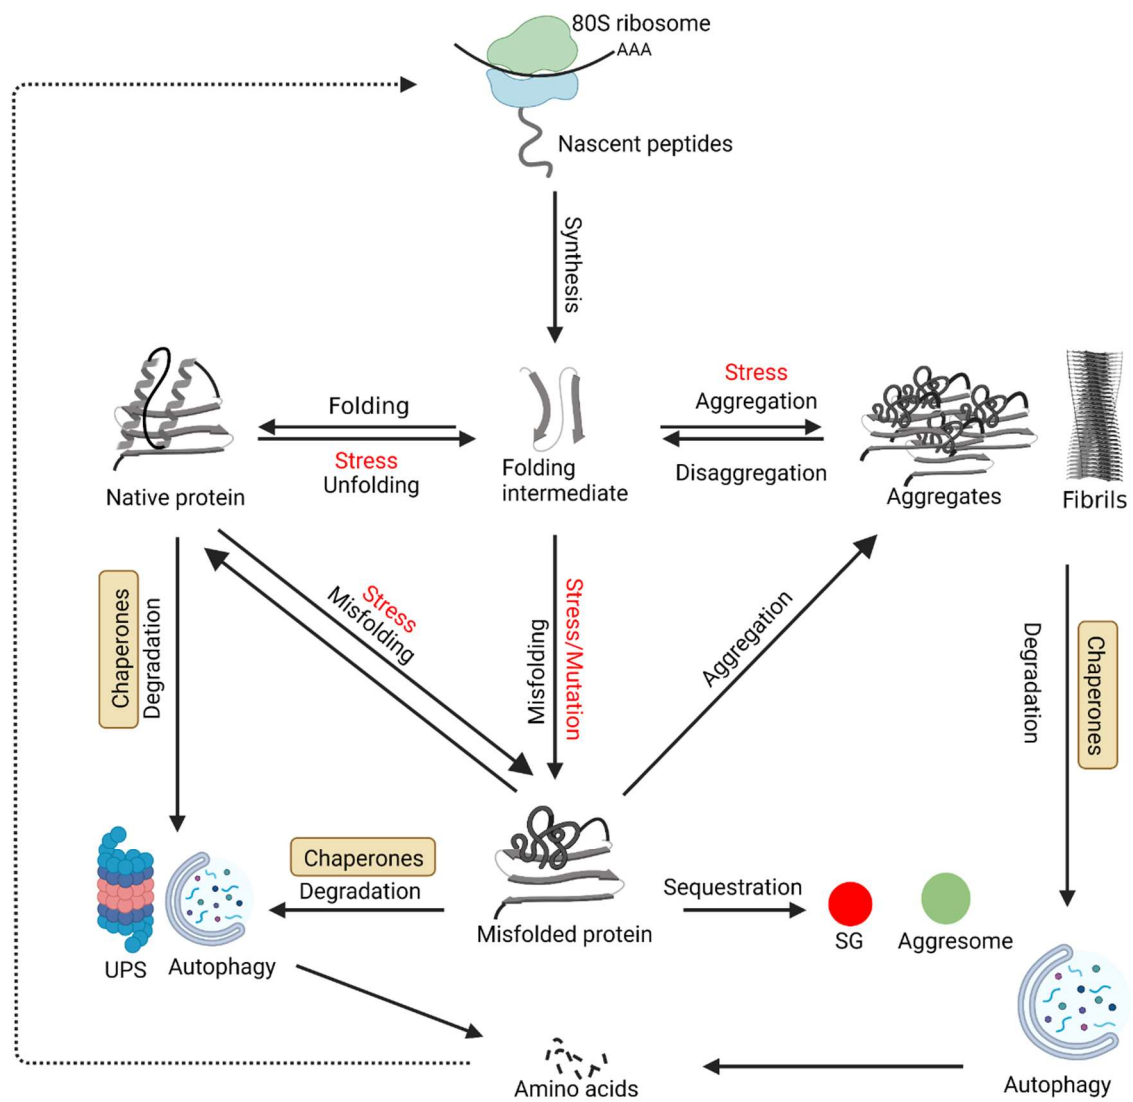 80S ribosome
AAA
Nascent peptides
Synthesis
Stress
Folding
Aggregation
Stress
Unfolding
Folding
intermediate
Disaggregation
Native protein
Aggregates
Fibrils
Chaperones
Degradation
Stress
Misfolding
Misfolding
Stress/Mutation
Aggregation
Degradation
Chaperones
Chaperones
Degradation
Sequestration
Misfolded protein
SG
Aggresome
UPS
Autophagy
Amino acids
Autophagy